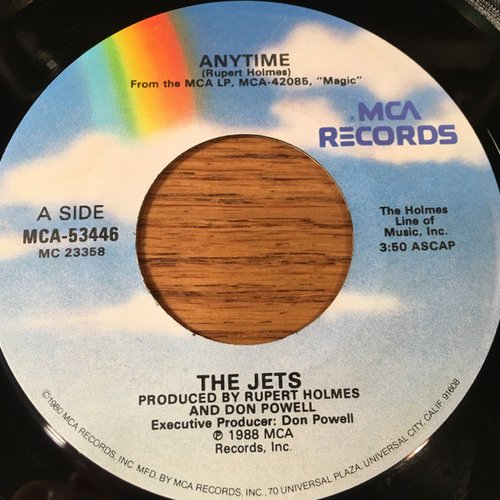 ANYTIME
(Rupert Holmes)
From the MCA LP, MCA-42085, "Magic"
MCA
RECORDS
A SIDE
MCA-53446
MC 23358
The Holmes
Line of
Music, Inc.
3:50 ASCAP
THE JETS
PRODUCED BY RUPERT HOLMES
AND DON POWELL
Executive Producer: Don Powell
℗ 1988 MCA
Records, Inc.
©1980 MCA RECORDS, INC. MFD. BY MCA RECORDS, INC., 70 UNIVERSAL PLAZA, UNIVERSAL CITY, CALIF. 91608